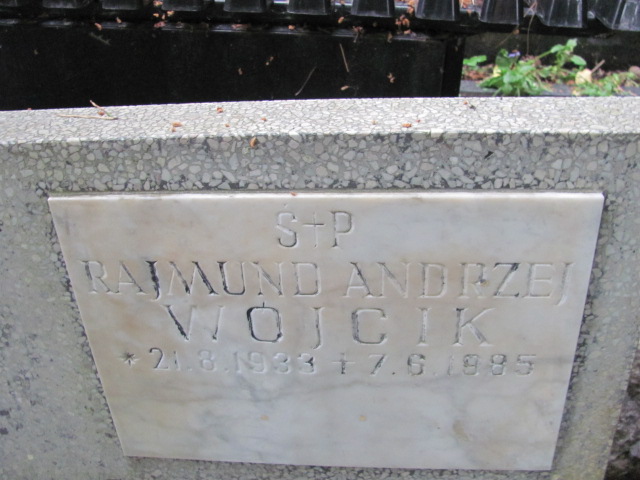 Ś+P
RAJMUND ANDRZEJ
WÓJCIK
*21.8.1933 +7.6.1985